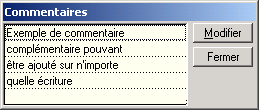 Commentaires
Exemple de commentaire
complémentaire pouvant
être ajouté sur n'importe
quelle écriture
Modifier
Fermer